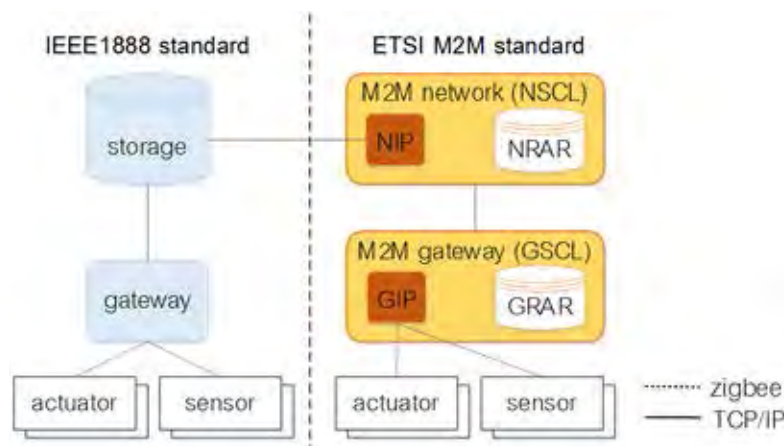 IEEE1888 standard
ETSI M2M standard
storage
M2M network (NSCL)
NIP
NRAR
gateway
M2M gateway (GSCL)
GIP
GRAR
actuator
sensor
actuator
sensor
zigbee
TCP/IP